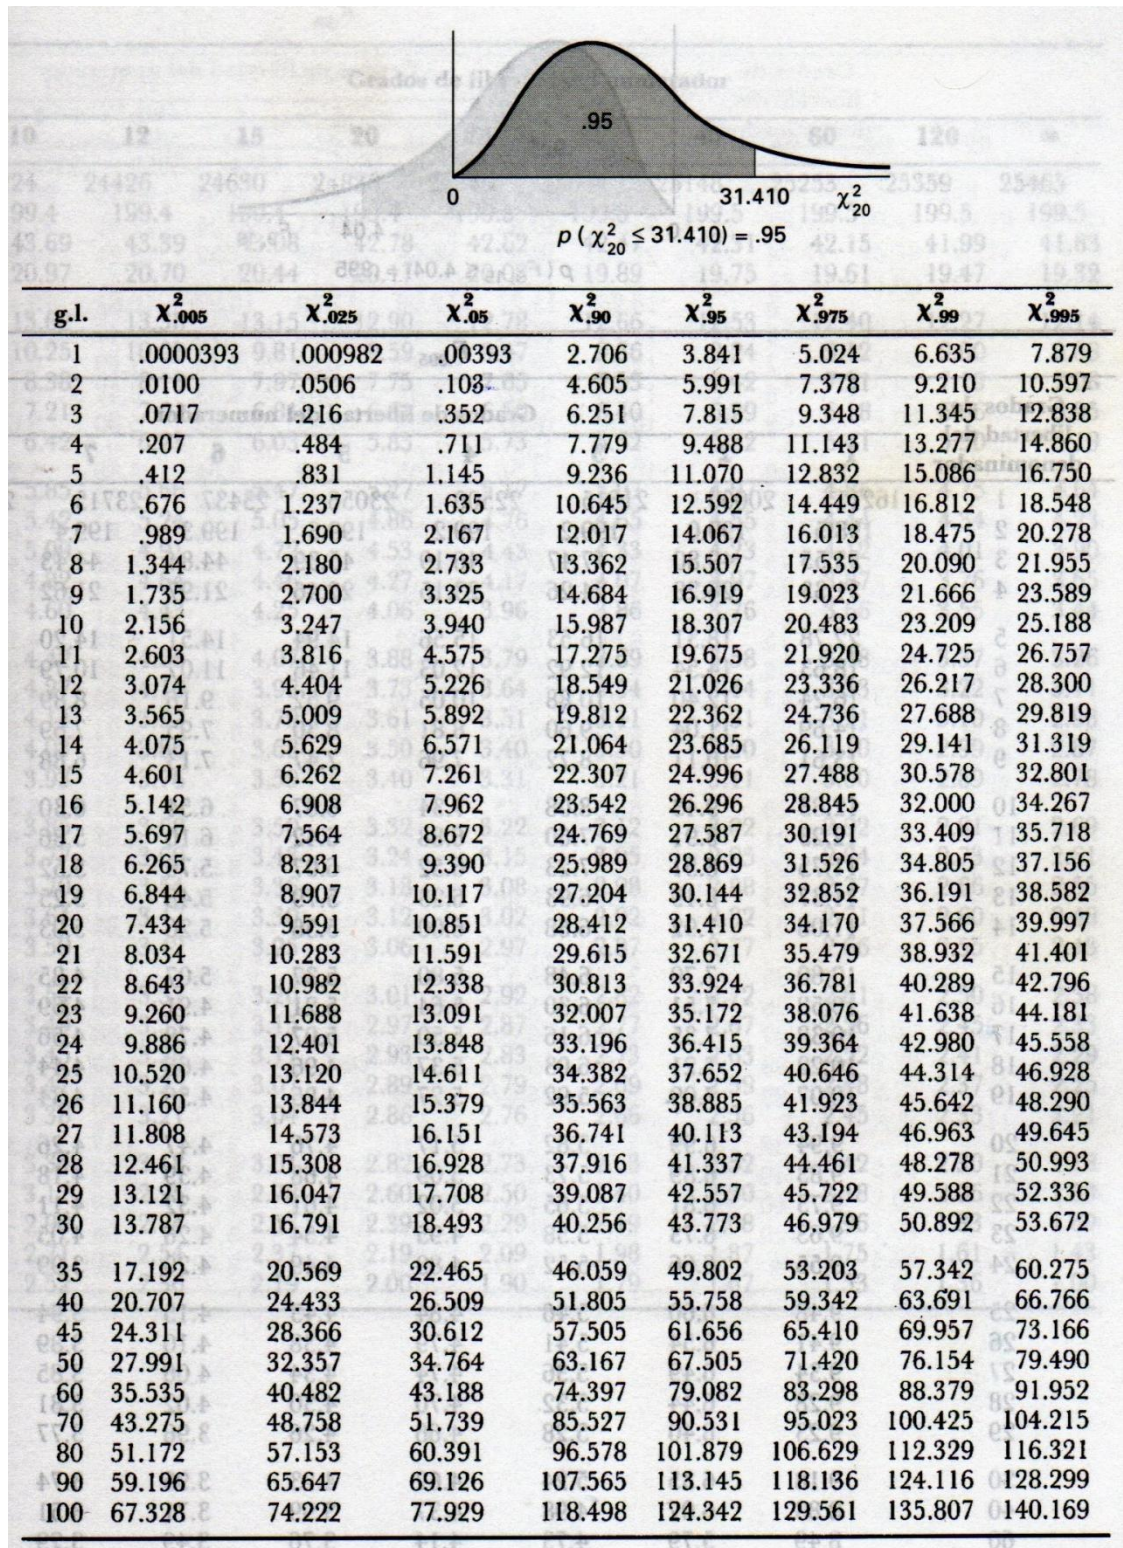 .95
0 31.410 χ²₂₀
p ( χ²₂₀ ≤ 31.410) = .95
g.l. χ².005 χ².025 χ².05 χ².90 χ².95 χ².975 χ².99 χ².995
1 .0000393 .000982 .00393 2.706 3.841 5.024 6.635 7.879
2 .0100 .0506 .103 4.605 5.991 7.378 9.210 10.597
3 .0717 .216 .352 6.251 7.815 9.348 11.345 12.838
4 .207 .484 .711 7.779 9.488 11.143 13.277 14.860
5 .412 .831 1.145 9.236 11.070 12.832 15.086 16.750
6 .676 1.237 1.635 10.645 12.592 14.449 16.812 18.548
7 .989 1.690 2.167 12.017 14.067 16.013 18.475 20.278
8 1.344 2.180 2.733 13.362 15.507 17.535 20.090 21.955
9 1.735 2.700 3.325 14.684 16.919 19.023 21.666 23.589
10 2.156 3.247 3.940 15.987 18.307 20.483 23.209 25.188
11 2.603 3.816 4.575 17.275 19.675 21.920 24.725 26.757
12 3.074 4.404 5.226 18.549 21.026 23.336 26.217 28.300
13 3.565 5.009 5.892 19.812 22.362 24.736 27.688 29.819
14 4.075 5.629 6.571 21.064 23.685 26.119 29.141 31.319
15 4.601 6.262 7.261 22.307 24.996 27.488 30.578 32.801
16 5.142 6.908 7.962 23.542 26.296 28.845 32.000 34.267
17 5.697 7.564 8.672 24.769 27.587 30.191 33.409 35.718
18 6.265 8.231 9.390 25.989 28.869 31.526 34.805 37.156
19 6.844 8.907 10.117 27.204 30.144 32.852 36.191 38.582
20 7.434 9.591 10.851 28.412 31.410 34.170 37.566 39.997
21 8.034 10.283 11.591 29.615 32.671 35.479 38.932 41.401
22 8.643 10.982 12.338 30.813 33.924 36.781 40.289 42.796
23 9.260 11.688 13.091 32.007 35.172 38.076 41.638 44.181
24 9.886 12.401 13.848 33.196 36.415 39.364 42.980 45.558
25 10.520 13.120 14.611 34.382 37.652 40.646 44.314 46.928
26 11.160 13.844 15.379 35.563 38.885 41.923 45.642 48.290
27 11.808 14.573 16.151 36.741 40.113 43.194 46.963 49.645
28 12.461 15.308 16.928 37.916 41.337 44.461 48.278 50.993
29 13.121 16.047 17.708 39.087 42.557 45.722 49.588 52.336
30 13.787 16.791 18.493 40.256 43.773 46.979 50.892 53.672
35 17.192 20.569 22.465 46.059 49.802 53.203 57.342 60.275
40 20.707 24.433 26.509 51.805 55.758 59.342 63.691 66.766
45 24.311 28.366 30.612 57.505 61.656 65.410 69.957 73.166
50 27.991 32.357 34.764 63.167 67.505 71.420 76.154 79.490
60 35.535 40.482 43.188 74.397 79.082 83.298 88.379 91.952
70 43.275 48.758 51.739 85.527 90.531 95.023 100.425 104.215
80 51.172 57.153 60.391 96.578 101.879 106.629 112.329 116.321
90 59.196 65.647 69.126 107.565 113.145 118.136 124.116 128.299
100 67.328 74.222 77.929 118.498 124.342 129.561 135.807 140.169